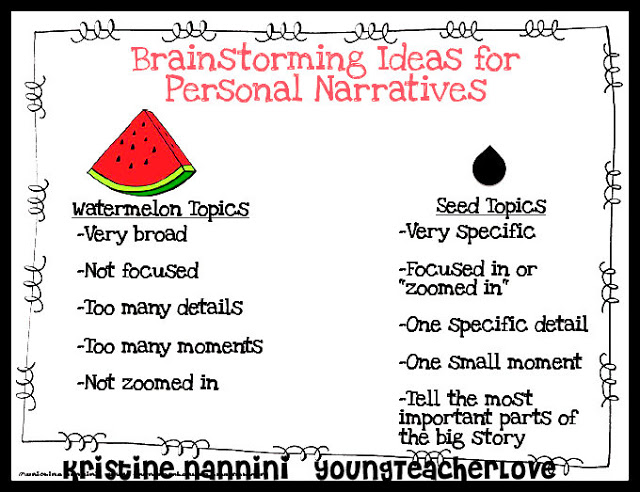 Brainstorming Ideas for
Personal Narratives
Watermelon Topics
-Very broad
-Not focused
-Too many details
-Too many moments
-Not zoomed in
Seed Topics
-Very specific
-Focused in or
"zoomed in"
-One specific detail
-One small moment
-Tell the most
important parts of
the big story
Kristine Nannini YoungTeacherLove